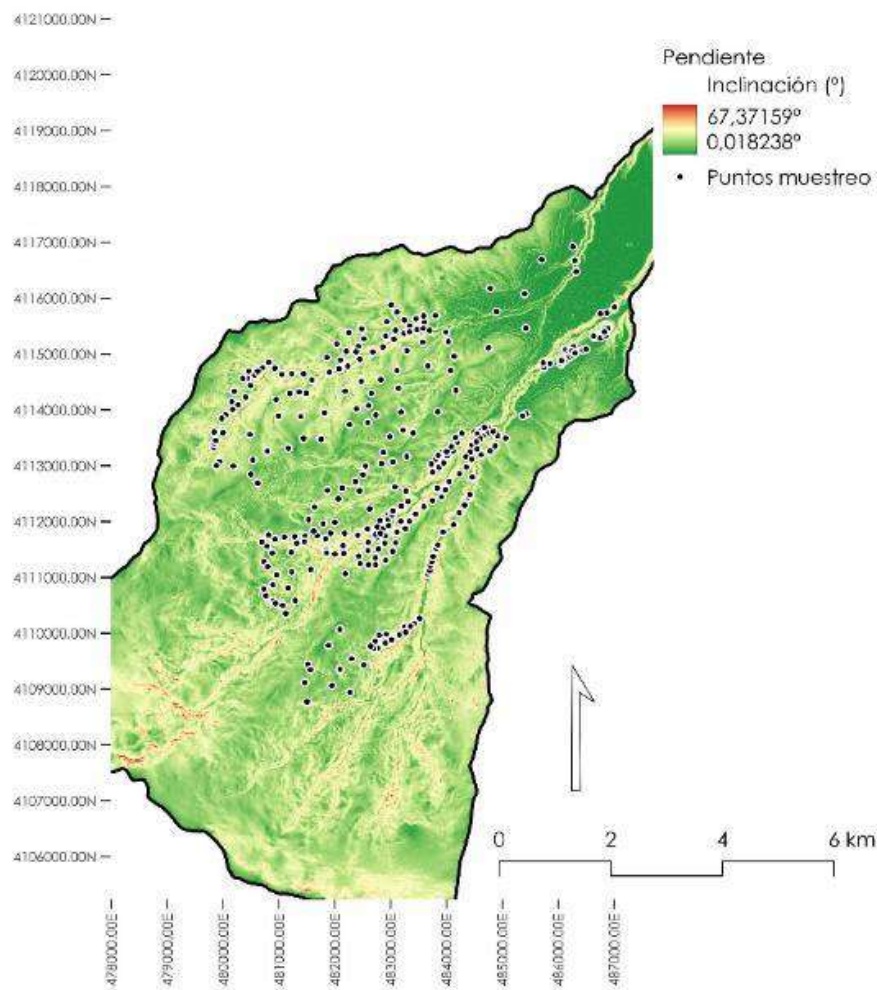 4121000.00N
4120000.00N
4119000.00N
4118000.00N
4117000.00N
4116000.00N
4115000.00N
4114000.00N
4113000.00N
4112000.00N
4111000.00N
4110000.00N
4109000.00N
4108000.00N
4107000.00N
4106000.00N
Pendiente
Inclinación (º)
67,37159º
0,018238º
Puntos muestreo
0 2 4 6 km
478000.00E
479000.00E
480000.00E
481000.00E
482000.00E
483000.00E
484000.00E
485000.00E
486000.00E
487000.00E